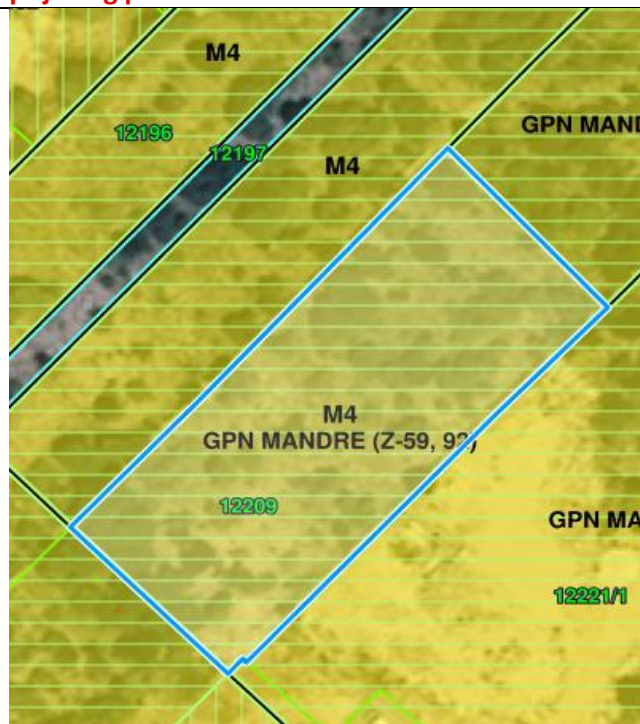 M4
12196
12197
M4
GPN MAND
M4
GPN MANDRE (Z-59, 92)
12209
GPN MA
12221/1